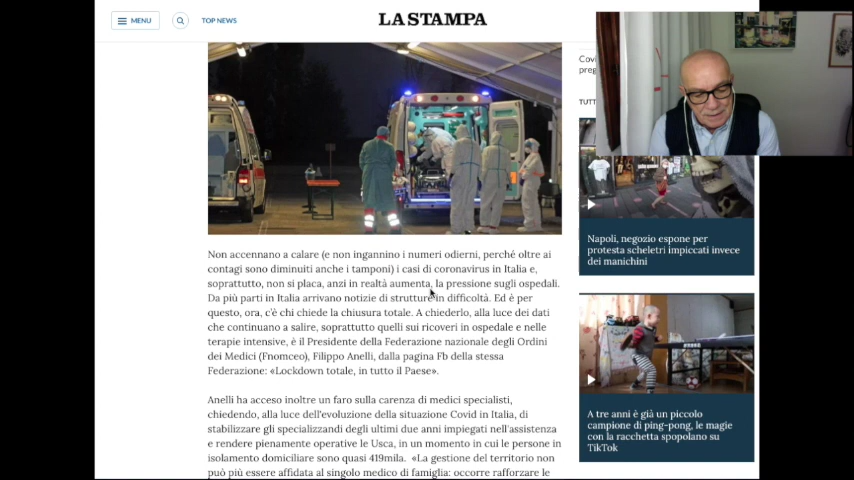 MENU
TOP NEWS
LA STAMPA
Covi
preg
TUTT
Napoli, negozio espone per
protesta scheletri impiccati invece
dei manichini
A tre anni è già un piccolo
campione di ping-pong, le magie
con la racchetta spopolano su
TikTok
Non accennano a calare (e non ingannino i numeri odierni, perché oltre ai
contagi sono diminuiti anche i tamponi) i casi di coronavirus in Italia e,
soprattutto, non si placa, anzi in realtà aumenta, la pressione sugli ospedali.
Da più parti in Italia arrivano notizie di strutture in difficoltà. Ed è per
questo, ora, c'è chi chiede la chiusura totale. A chiederlo, alla luce dei dati
che continuano a salire, soprattutto quelli sui ricoveri in ospedale e nelle
terapie intensive, è il Presidente della Federazione nazionale degli Ordini
dei Medici (Fnomceo), Filippo Anelli, dalla pagina Fb della stessa
Federazione: «Lockdown totale, in tutto il Paese».
Anelli ha acceso inoltre un faro sulla carenza di medici specialisti,
chiedendo, alla luce dell'evoluzione della situazione Covid in Italia, di
stabilizzare gli specializzandi degli ultimi due anni impiegati nell'assistenza
e rendere pienamente operative le Usca, in un momento in cui le persone in
isolamento domiciliare sono quasi 419mila. «La gestione del territorio non
può più essere affidata al singolo medico di famiglia: occorre rafforzare le